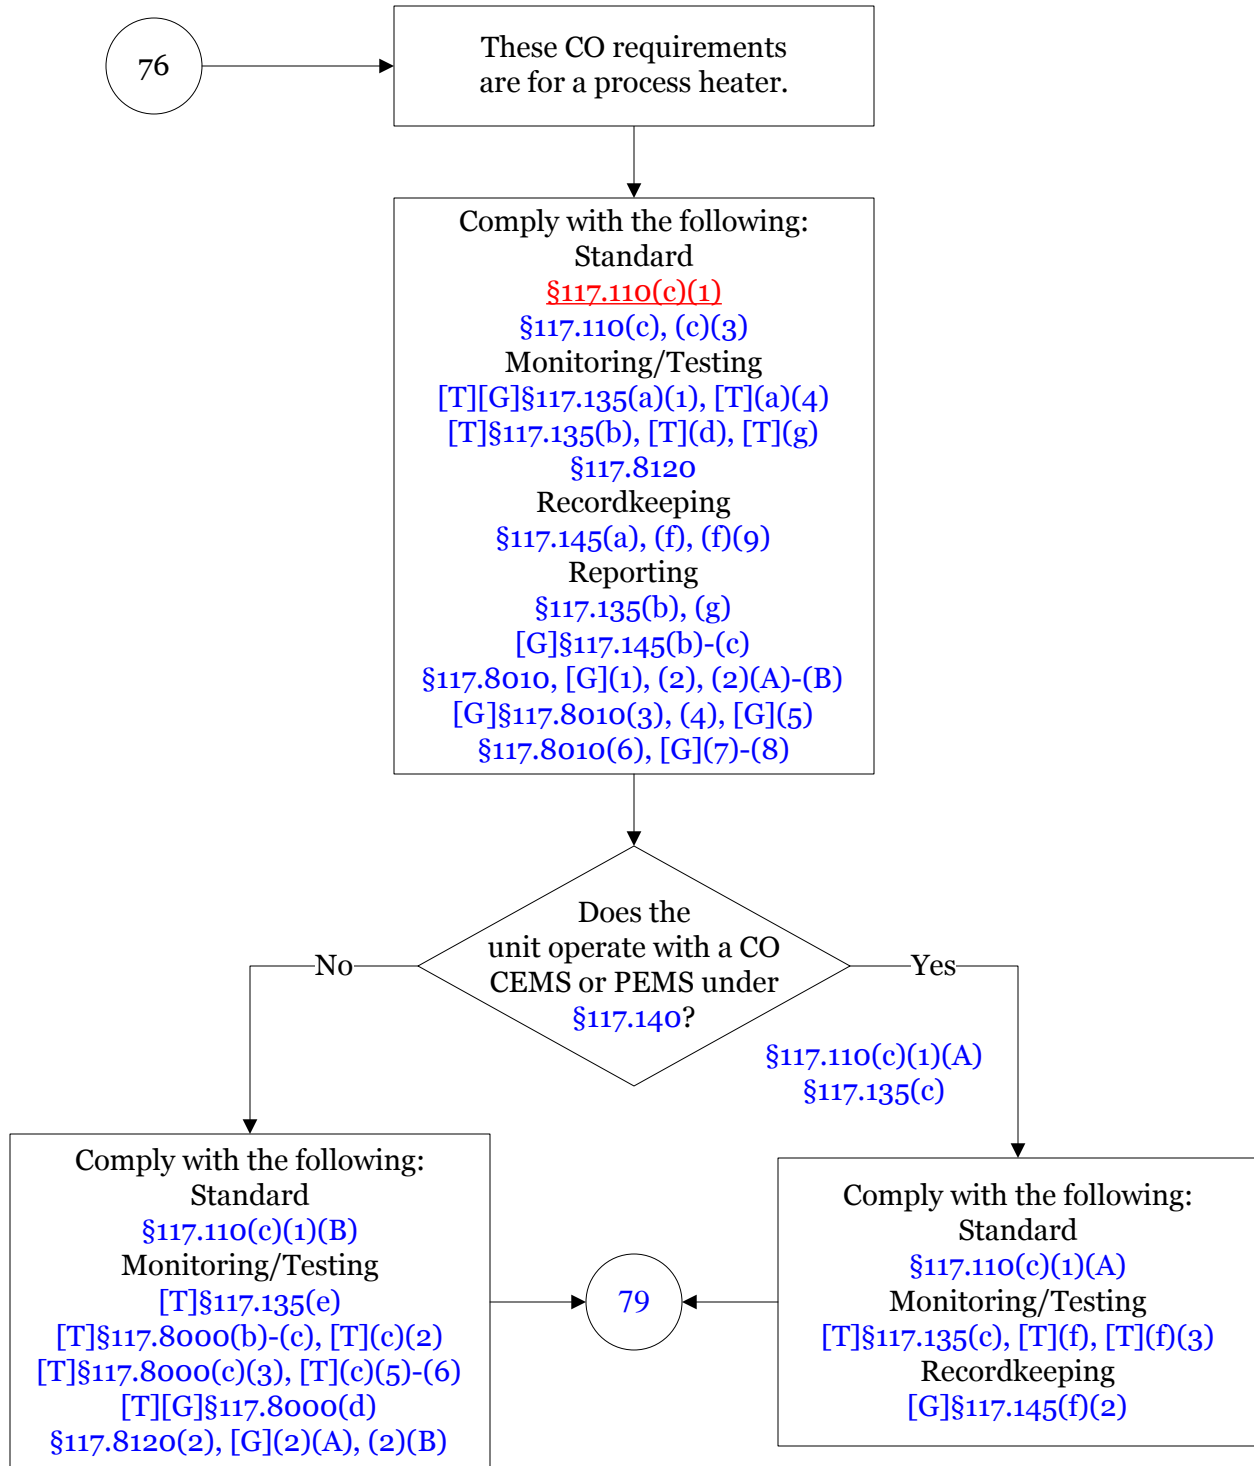 76
These CO requirements
are for a process heater.
Comply with the following:
Standard
§117.110(c)(1)
§117.110(c), (c)(3)
Monitoring/Testing
[T][G]§117.135(a)(1), [T](a)(4)
[T]§117.135(b), [T](d), [T](g)
§117.8120
Recordkeeping
§117.145(a), (f), (f)(9)
Reporting
§117.135(b), (g)
[G]§117.145(b)-(c)
§117.8010, [G](1), (2), (2)(A)-(B)
[G]§117.8010(3), (4), [G](5)
§117.8010(6), [G](7)-(8)
Does the
unit operate with a CO
CEMS or PEMS under
§117.140?
No
Yes
§117.110(c)(1)(A)
§117.135(c)
Comply with the following:
Standard
§117.110(c)(1)(B)
Monitoring/Testing
[T]§117.135(e)
[T]§117.8000(b)-(c), [T](c)(2)
[T]§117.8000(c)(3), [T](c)(5)-(6)
[T][G]§117.8000(d)
§117.8120(2), [G](2)(A), (2)(B)
79
Comply with the following:
Standard
§117.110(c)(1)(A)
Monitoring/Testing
[T]§117.135(c), [T](f), [T](f)(3)
Recordkeeping
[G]§117.145(f)(2)